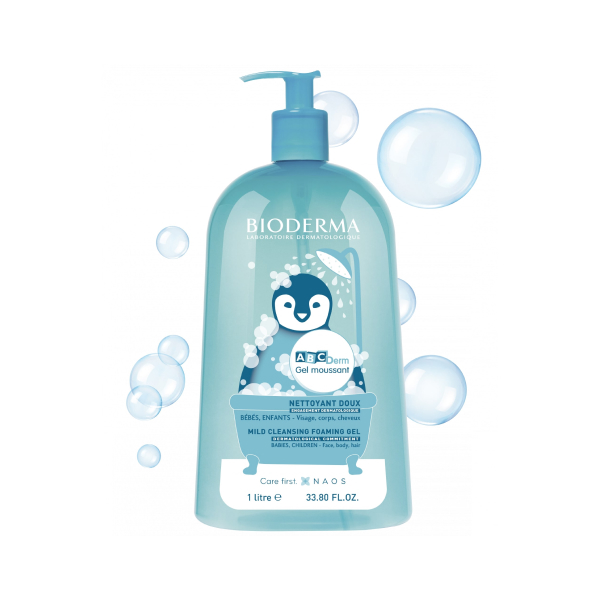 BIODERMA
LABORATOIRE DERMATOLOGIQUE
ABCDerm
Gel moussant
NETTOYANT DOUX
ENGAGEMENT DERMATOLOGIQUE
BÉBÉS, ENFANTS - Visage, corps, cheveux
MILD CLEANSING FOAMING GEL
DERMATOLOGICAL COMMITMENT
BABIES, CHILDREN - Face, body, hair
Care first. NAOS
1 litre ℮ 33.80 FL.OZ.